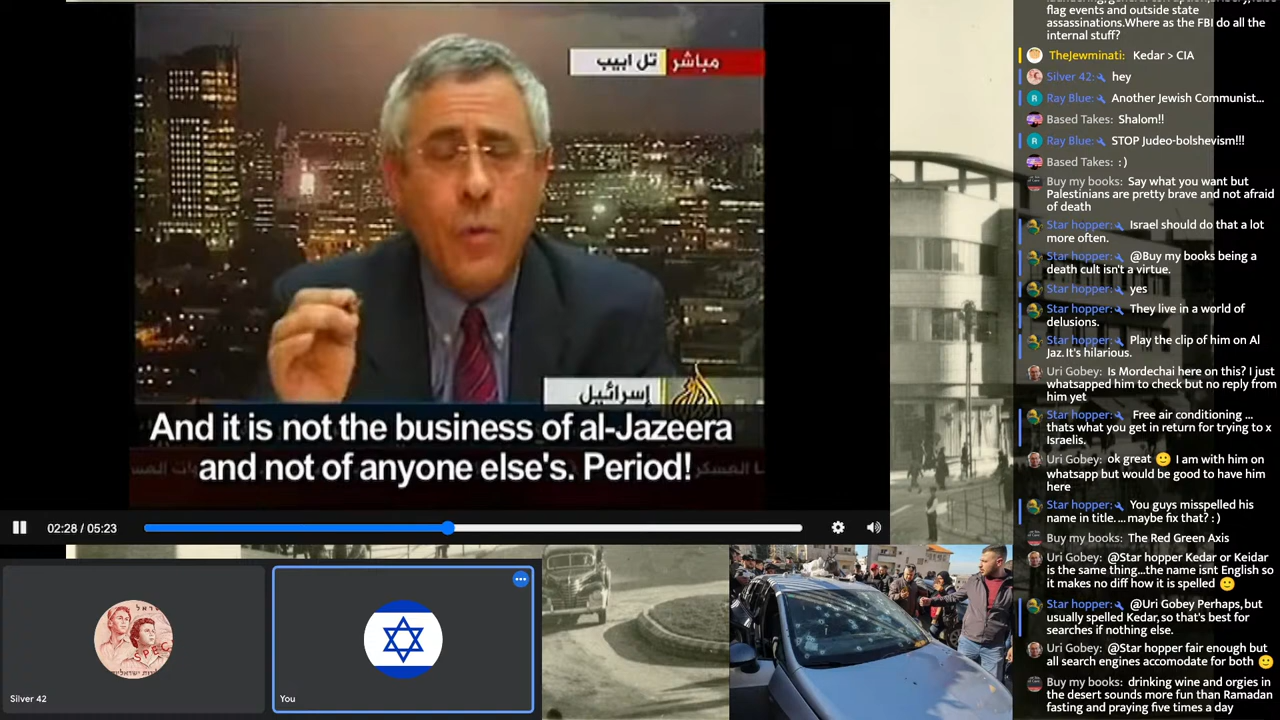 مباشر
تل ابيب
إسرائيل
And it is not the business of al-Jazeera
and not of anyone else's. Period!
02:28 / 05:23
SPEC
Silver 42
You
flag events and outside state
assassinations.Where as the FBI do all the
internal stuff?
TheJewminati: Kedar > CIA
Silver 42: hey
R Ray Blue: Another Jewish Communist...
Based Takes: Shalom!!
R Ray Blue: STOP Judeo-bolshevism!!!
Based Takes: : )
Buy my books: Say what you want but
Palestinians are pretty brave and not afraid
of death
Star hopper: Israel should do that a lot
more often.
Star hopper: @Buy my books being a
death cult isn't a virtue.
Star hopper: yes
Star hopper: They live in a world of
delusions.
Star hopper: Play the clip of him on Al
Jaz. It's hilarious.
Uri Gobey: Is Mordechai here on this? I just
whatsapped him to check but no reply from
him yet
Star hopper: Free air conditioning ...
thats what you get in return for trying to x
Israelis.
Uri Gobey: ok great 🙂 I am with him on
whatsapp but would be good to have him
here
Star hopper: You guys misspelled his
name in title....maybe fix that? : )
Buy my books: The Red Green Axis
Uri Gobey: @Star hopper Kedar or Keidar
is the same thing...the name isnt English so
it makes no diff how it is spelled 🙂
Star hopper: @Uri Gobey Perhaps, but
usually spelled Kedar, so that's best for
searches if nothing else.
Uri Gobey: @Star hopper fair enough but
all search engines accomodate for both 🙂
Buy my books: drinking wine and orgies in
the desert sounds more fun than Ramadan
fasting and praying five times a day